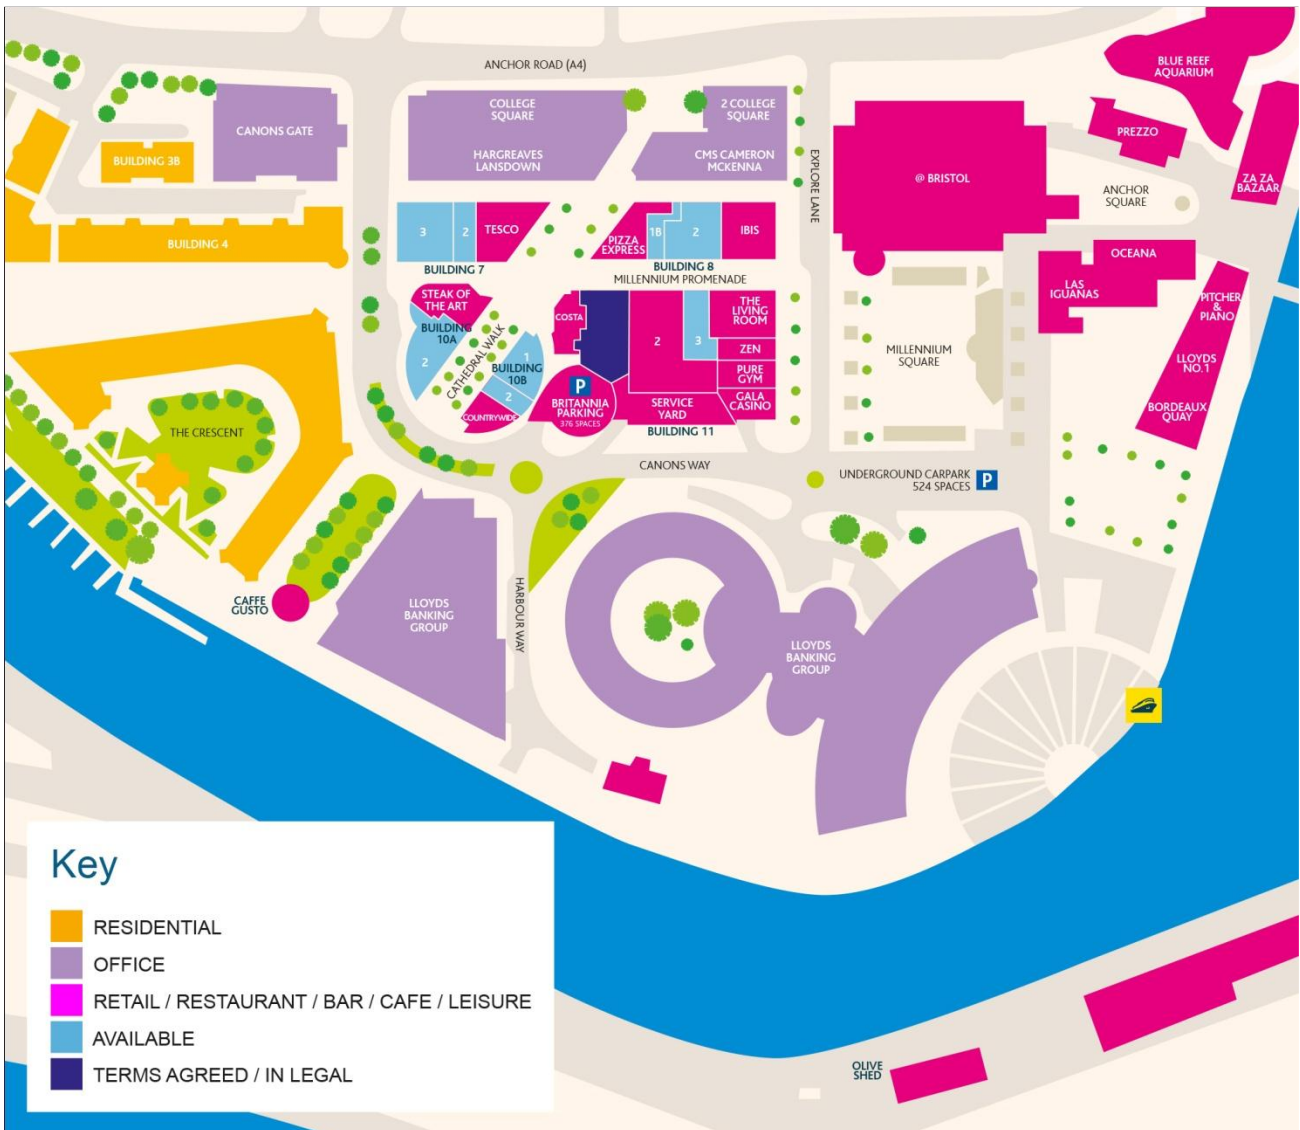 ANCHOR ROAD (A4)
BLUE REEF
AQUARIUM
CANONS GATE
COLLEGE
SQUARE
HARGREAVES
LANSDOWN
2 COLLEGE
SQUARE
CMS CAMERON
MCKENNA
EXPLORE LANE
@ BRISTOL
PREZZO
ZA ZA
BAZAAR
ANCHOR
SQUARE
BUILDING 3B
BUILDING 4
3
2
TESCO
BUILDING 7
PIZZA
EXPRESS
1B
2
IBIS
BUILDING 8
MILLENNIUM PROMENADE
OCEANA
LAS
IGUANAS
PITCHER
&
PIANO
LLOYDS
NO.1
BORDEAUX
QUAY
STEAK OF
THE ART
BUILDING
10A
2
CATHEDRAL WALK
1
BUILDING
10B
2
COUNTRYWIDE
COSTA
2
3
THE
LIVING
ROOM
ZEN
PURE
GYM
GALA
CASINO
P
BRITANNIA
PARKING
376 SPACES
SERVICE
YARD
BUILDING 11
MILLENNIUM
SQUARE
THE CRESCENT
CANONS WAY
UNDERGROUND CARPARK
524 SPACES
P
CAFFE
GUSTO
LLOYDS
BANKING
GROUP
HARBOUR WAY
LLOYDS
BANKING
GROUP
OLIVE
SHED
Key
RESIDENTIAL
OFFICE
RETAIL / RESTAURANT / BAR / CAFE / LEISURE
AVAILABLE
TERMS AGREED / IN LEGAL